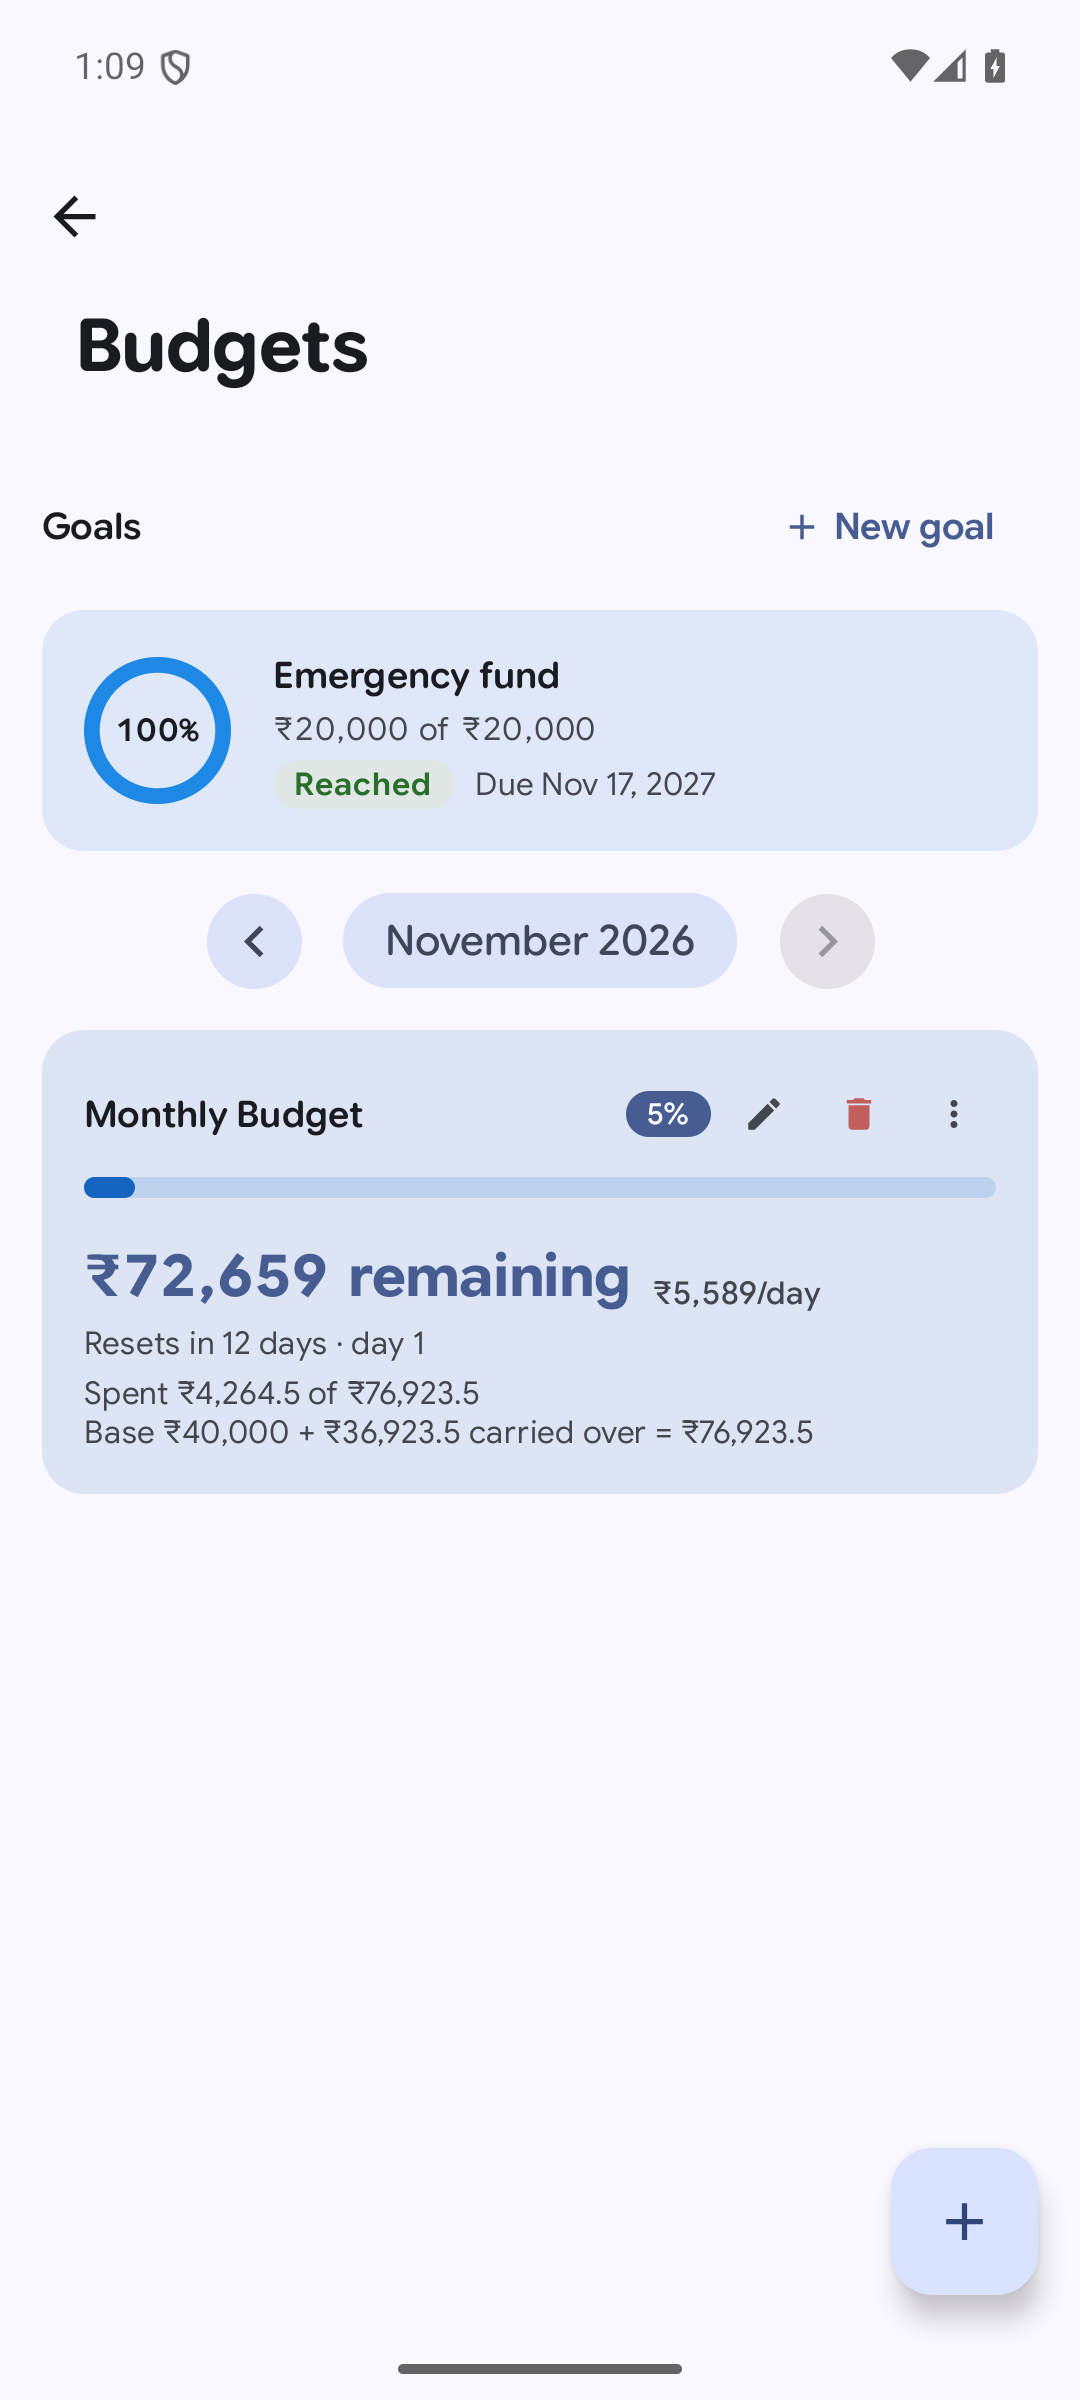 1:09
Budgets
Goals
+ New goal
100%
Emergency fund
₹20,000 of ₹20,000
Reached
Due Nov 17, 2027
November 2026
Monthly Budget
5%
₹72,659 remaining ₹5,589/day
Resets in 12 days · day 1
Spent ₹4,264.5 of ₹76,923.5
Base ₹40,000 + ₹36,923.5 carried over = ₹76,923.5